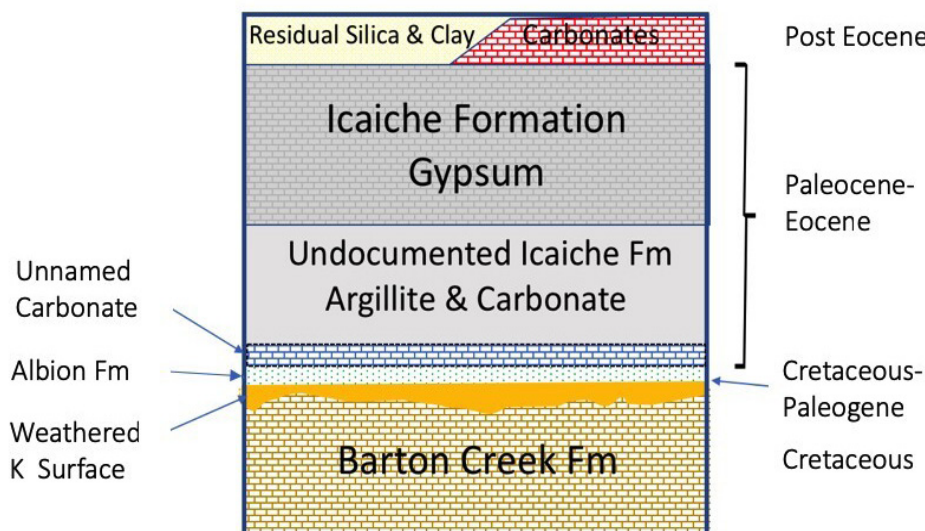 Residual Silica & Clay
Carbonates
Post Eocene
Icaiche Formation
Gypsum
Paleocene-
Eocene
Undocumented Icaiche Fm
Argillite & Carbonate
Unnamed
Carbonate
Albion Fm
Cretaceous-
Paleogene
Weathered
K Surface
Barton Creek Fm
Cretaceous